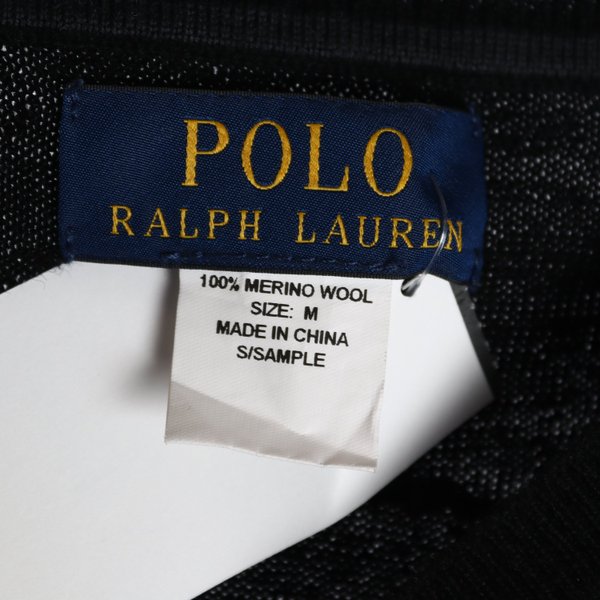 POLO
RALPH LAUREN
100% MERINO WOOL
SIZE: M
MADE IN CHINA
S/SAMPLE